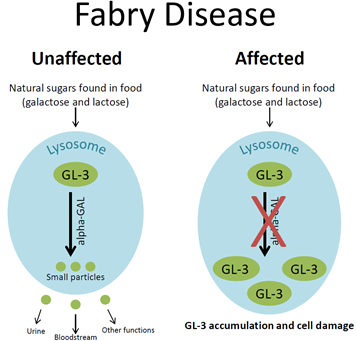 Fabry Disease
Unaffected
Natural sugars found in food
(galactose and lactose)
Lysosome
GL-3
alpha-GAL
Small particles
Urine
Bloodstream
Other functions
Affected
Natural sugars found in food
(galactose and lactose)
Lysosome
GL-3
alpha-GAL
GL-3
GL-3
GL-3
GL-3 accumulation and cell damage